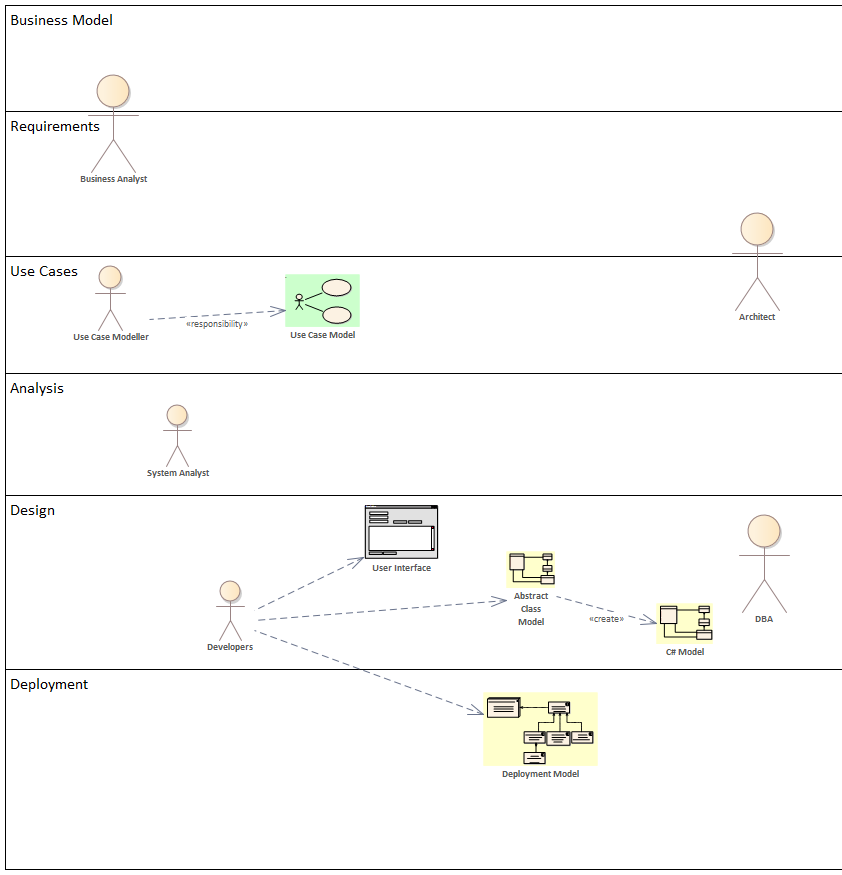 Business Model
Requirements
Business Analyst
Use Cases
Architect
Use Case Modeller
«responsibility»
Use Case Model
Analysis
System Analyst
Design
User Interface
Developers
Abstract
Class
Model
«create»
C# Model
DBA
Deployment
Deployment Model